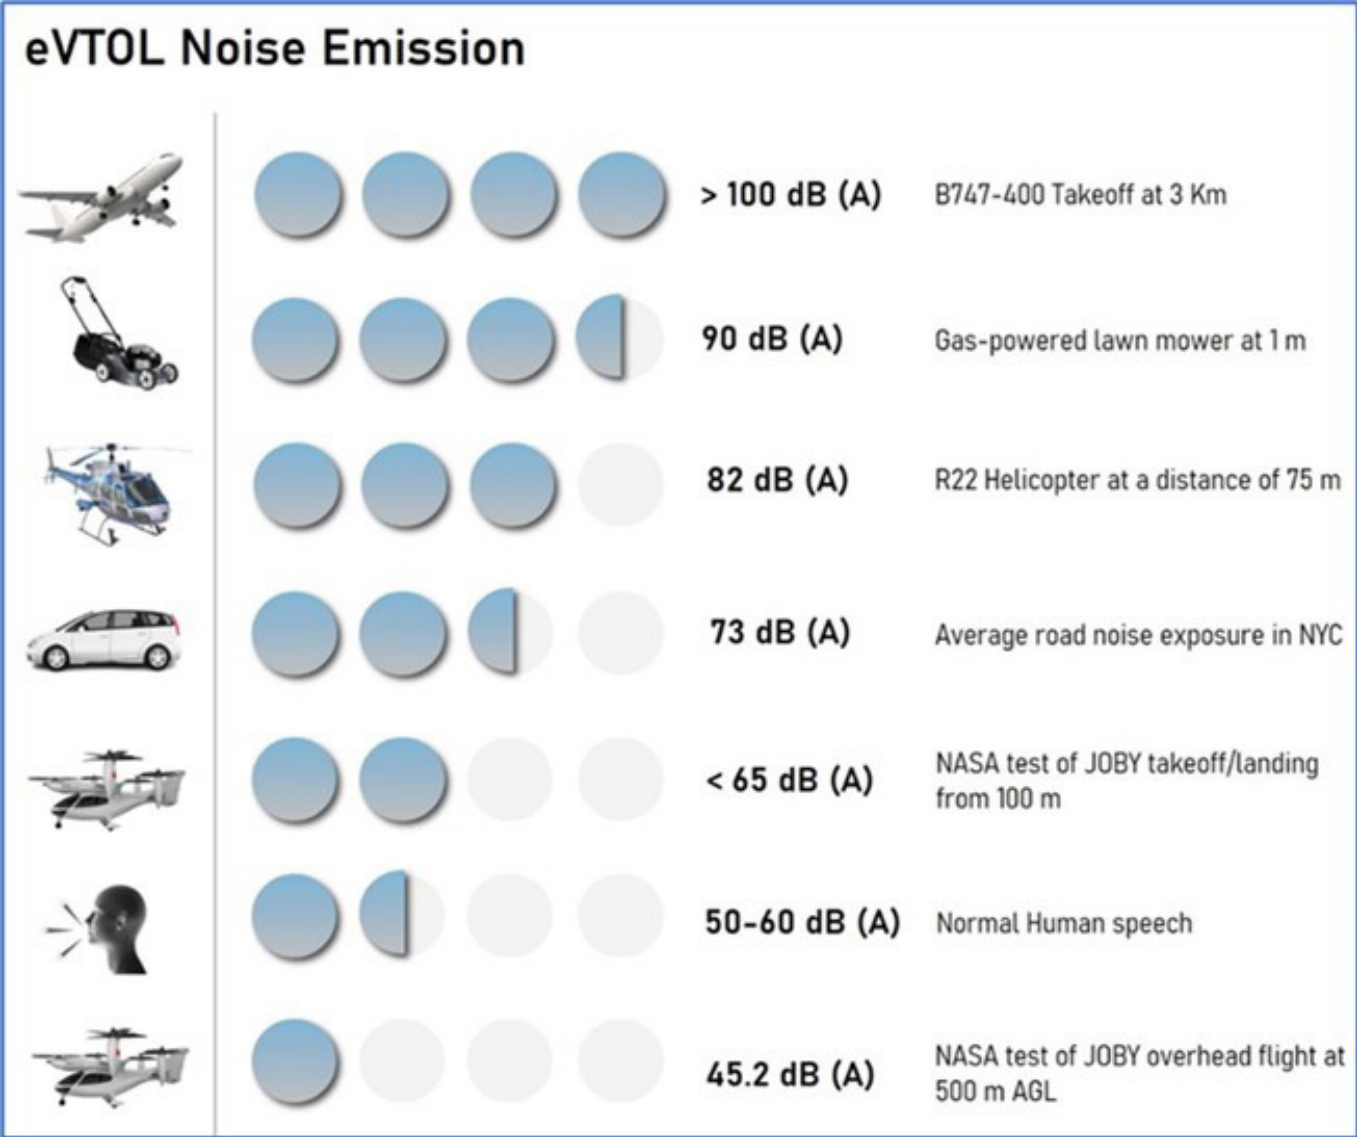 eVTOL Noise Emission
> 100 dB (A) B747-400 Takeoff at 3 Km
90 dB (A) Gas-powered lawn mower at 1 m
82 dB (A) R22 Helicopter at a distance of 75 m
73 dB (A) Average road noise exposure in NYC
< 65 dB (A) NASA test of JOBY takeoff/landing
from 100 m
50-60 dB (A) Normal Human speech
45.2 dB (A) NASA test of JOBY overhead flight at
500 m AGL